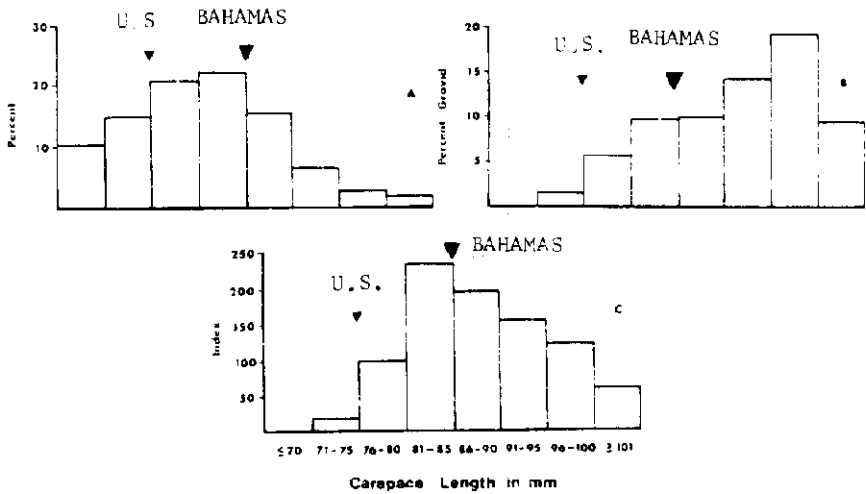 U.S BAHAMAS
30
20
10
Percent
A
U.S. BAHAMAS
20
15
10
5
Percent Gravid
B
BAHAMAS
U.S.
250
200
150
100
50
Index
C
≤70 71-75 76-80 81-85 86-90 91-95 96-100 ≥101
Carapace Length in mm